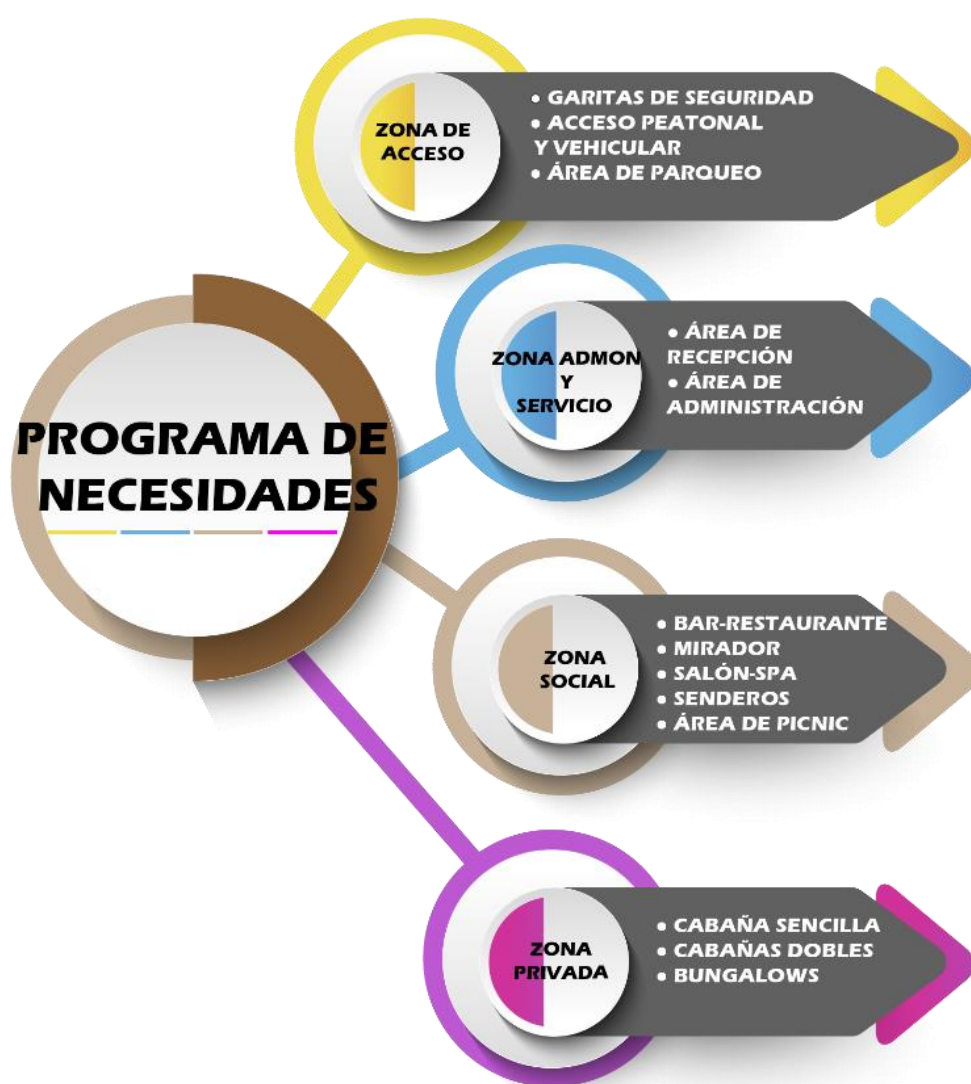 PROGRAMA DE
NECESIDADES
ZONA DE
ACCESO
• GARITAS DE SEGURIDAD
• ACCESO PEATONAL
Y VEHICULAR
• ÁREA DE PARQUEO
ZONA ADMON
Y
SERVICIO
• ÁREA DE
RECEPCIÓN
• ÁREA DE
ADMINISTRACIÓN
ZONA
SOCIAL
• BAR-RESTAURANTE
• MIRADOR
• SALÓN-SPA
• SENDEROS
• ÁREA DE PICNIC
ZONA
PRIVADA
• CABAÑA SENCILLA
• CABAÑAS DOBLES
• BUNGALOWS